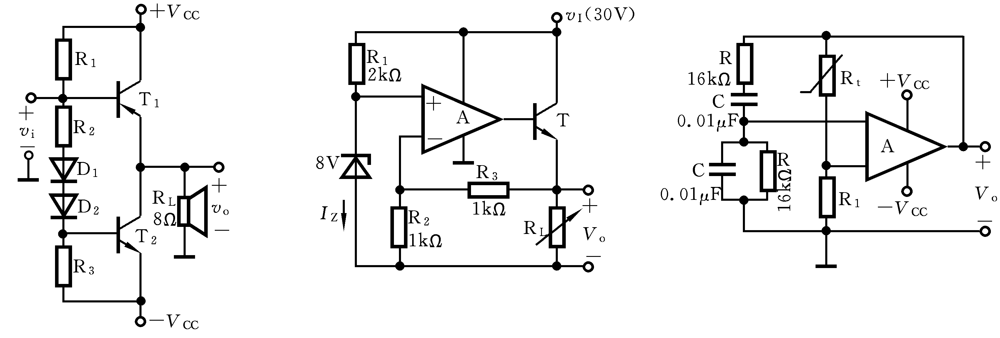 +VCC
R1
T1
+
vi
−
R2
D1
D2
RL
8Ω
+
vo
−
T2
R3
−VCC
vI(30V)
R1
2kΩ
+
A
−
T
8V
IZ
R3
1kΩ
R2
1kΩ
RL
+
Vo
−
R
16kΩ
C
0.01μF
C
0.01μF
R
16kΩ
Rt
R1
+VCC
A
−VCC
+
Vo
−